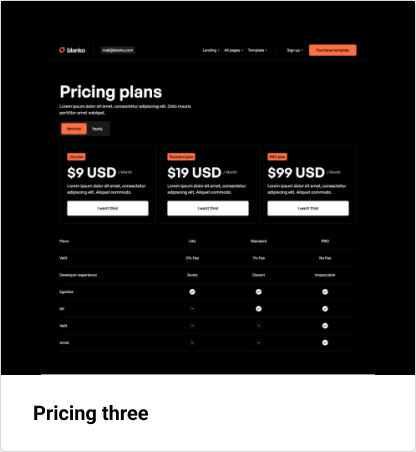 blanko
mail@blanko.com
Landing
All pages
Template
Sign up
Purchase template
Pricing plans
Lorem ipsum dolor sit amet, consectetur adipiscing elit. Odio mauris
porttitor amet volutpat.
Monthly
Yearly
Lite plan
$9 USD / Month
Lorem ipsum dolor sit amet, consectetur
adipiscing elit. Aliquet commodo.
I want this!
Standard plan
$19 USD / Month
Lorem ipsum dolor sit amet, consectetur
adipiscing elit. Aliquet commodo.
I want this!
PRO plan
$99 USD / Month
Lorem ipsum dolor sit amet, consectetur
adipiscing elit. Aliquet commodo.
I want this!
Plans Lite Standard PRO
Velit 2% Fee 1% Fee No Fee
Developer experience Sucks Decent Impeccable
Egestas
Sit
Velit
Amet
Pricing three